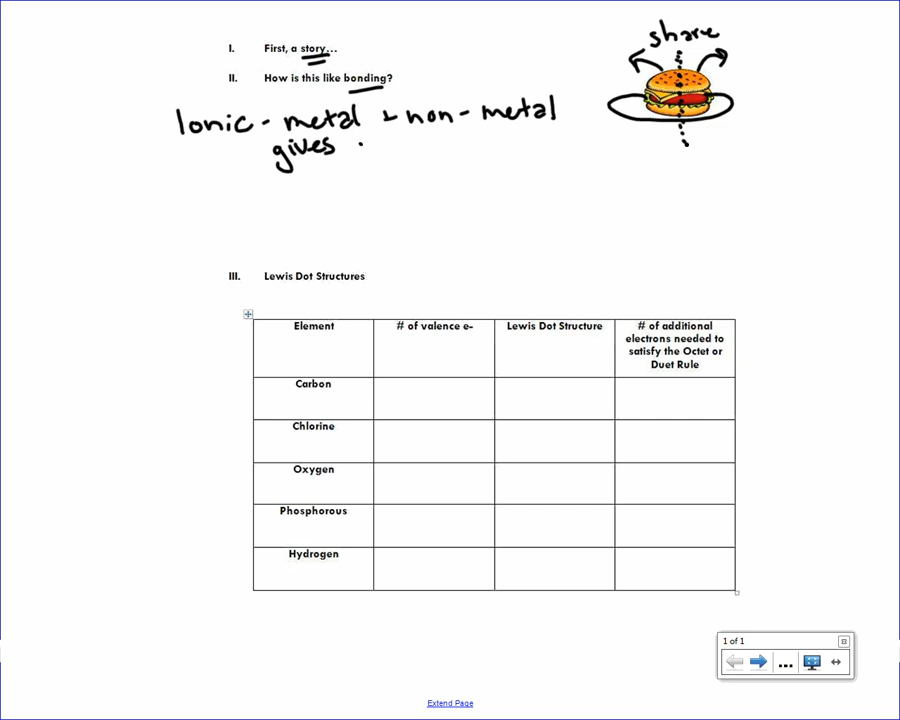 share
I. First, a story...
II. How is this like bonding?
Ionic - metal + non-metal
gives
III. Lewis Dot Structures
Element # of valence e- Lewis Dot Structure # of additional
electrons needed to
satisfy the Octet or
Duet Rule
Carbon
Chlorine
Oxygen
Phosphorous
Hydrogen
1 of 1
...
Extend Page